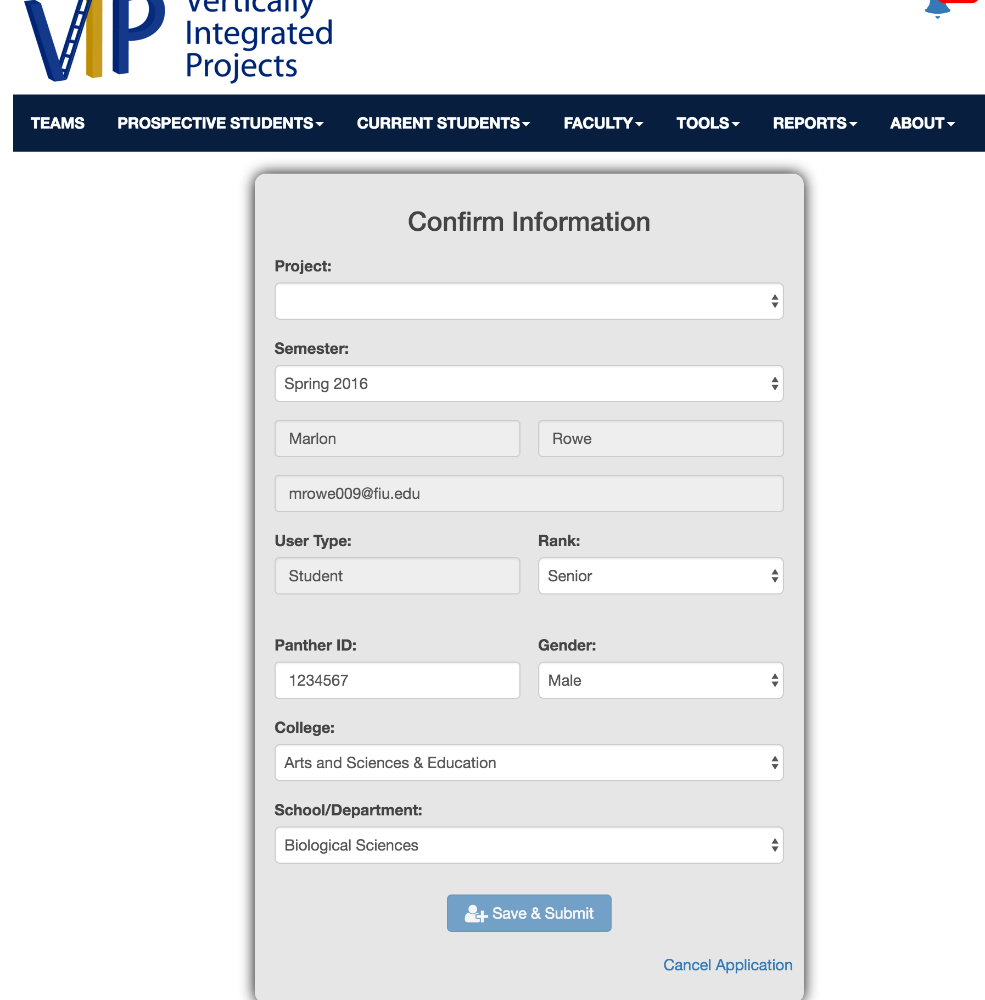 VIP
Vertically
Integrated
Projects
TEAMS PROSPECTIVE STUDENTS CURRENT STUDENTS FACULTY TOOLS REPORTS ABOUT
Confirm Information
Project:
Semester:
Spring 2016
Marlon Rowe
mrowe009@fiu.edu
User Type: Rank:
Student Senior
Panther ID: Gender:
1234567 Male
College:
Arts and Sciences & Education
School/Department:
Biological Sciences
Save & Submit
Cancel Application